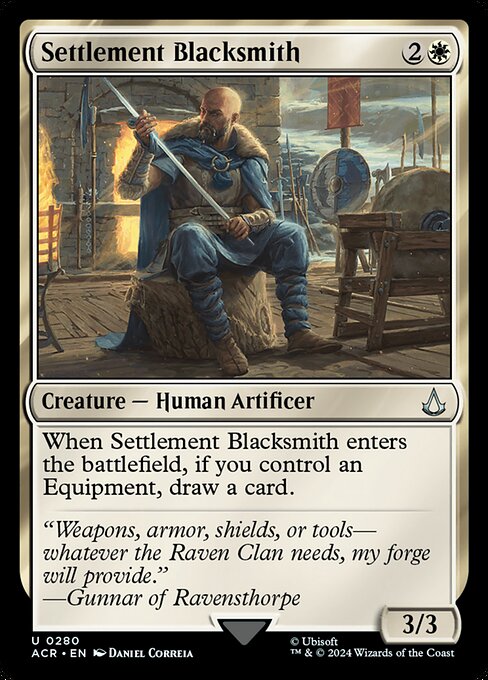 Settlement Blacksmith 2
Creature — Human Artificer
When Settlement Blacksmith enters
the battlefield, if you control an
Equipment, draw a card.
“Weapons, armor, shields, or tools—
whatever the Raven Clan needs, my forge
will provide.”
—Gunnar of Ravensthorpe
3/3
U 0280
ACR • EN Daniel Correia
© Ubisoft
™ & © 2024 Wizards of the Coast